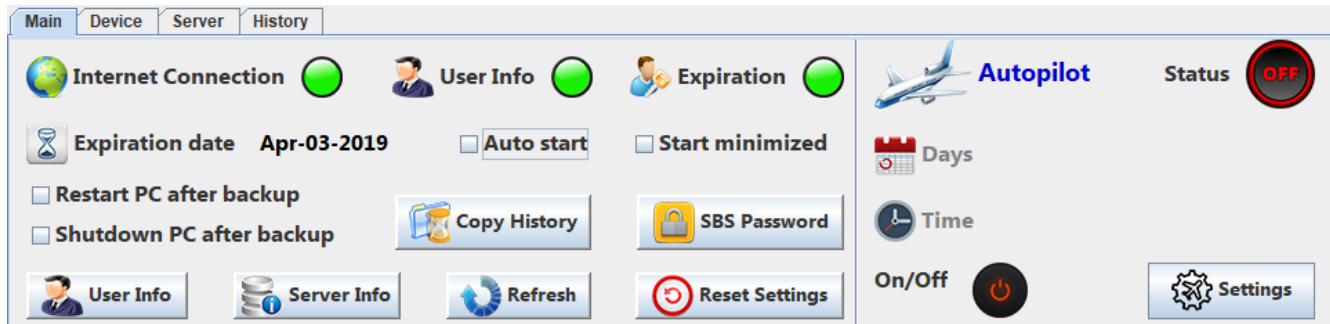 Main Device Server History
Internet Connection User Info Expiration Autopilot Status OFF
Expiration date Apr-03-2019 Auto start Start minimized
Days
Restart PC after backup
Copy History SBS Password
Shutdown PC after backup
Time
On/Off
User Info Server Info Refresh Reset Settings Settings